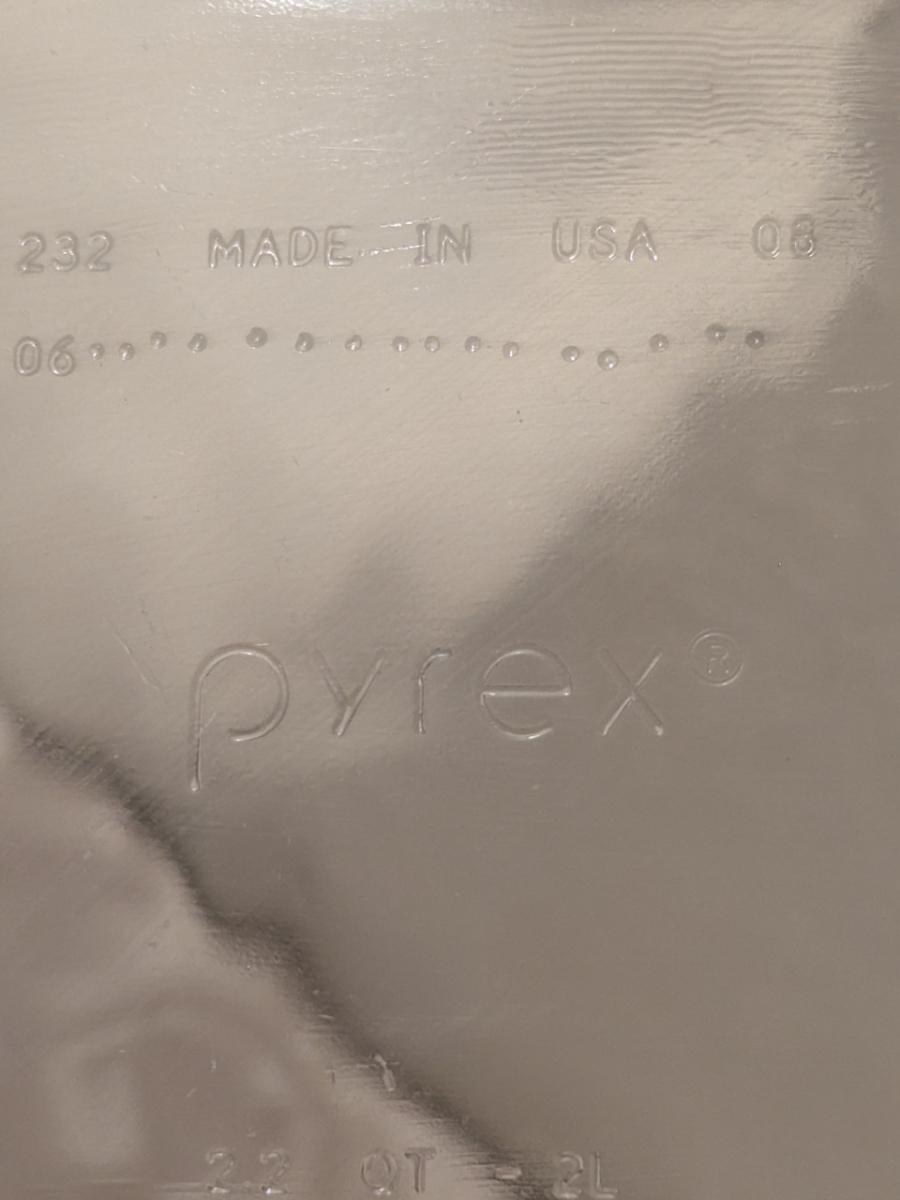 232 MADE IN USA 08
06
pyrex®
2.2 QT - 2L